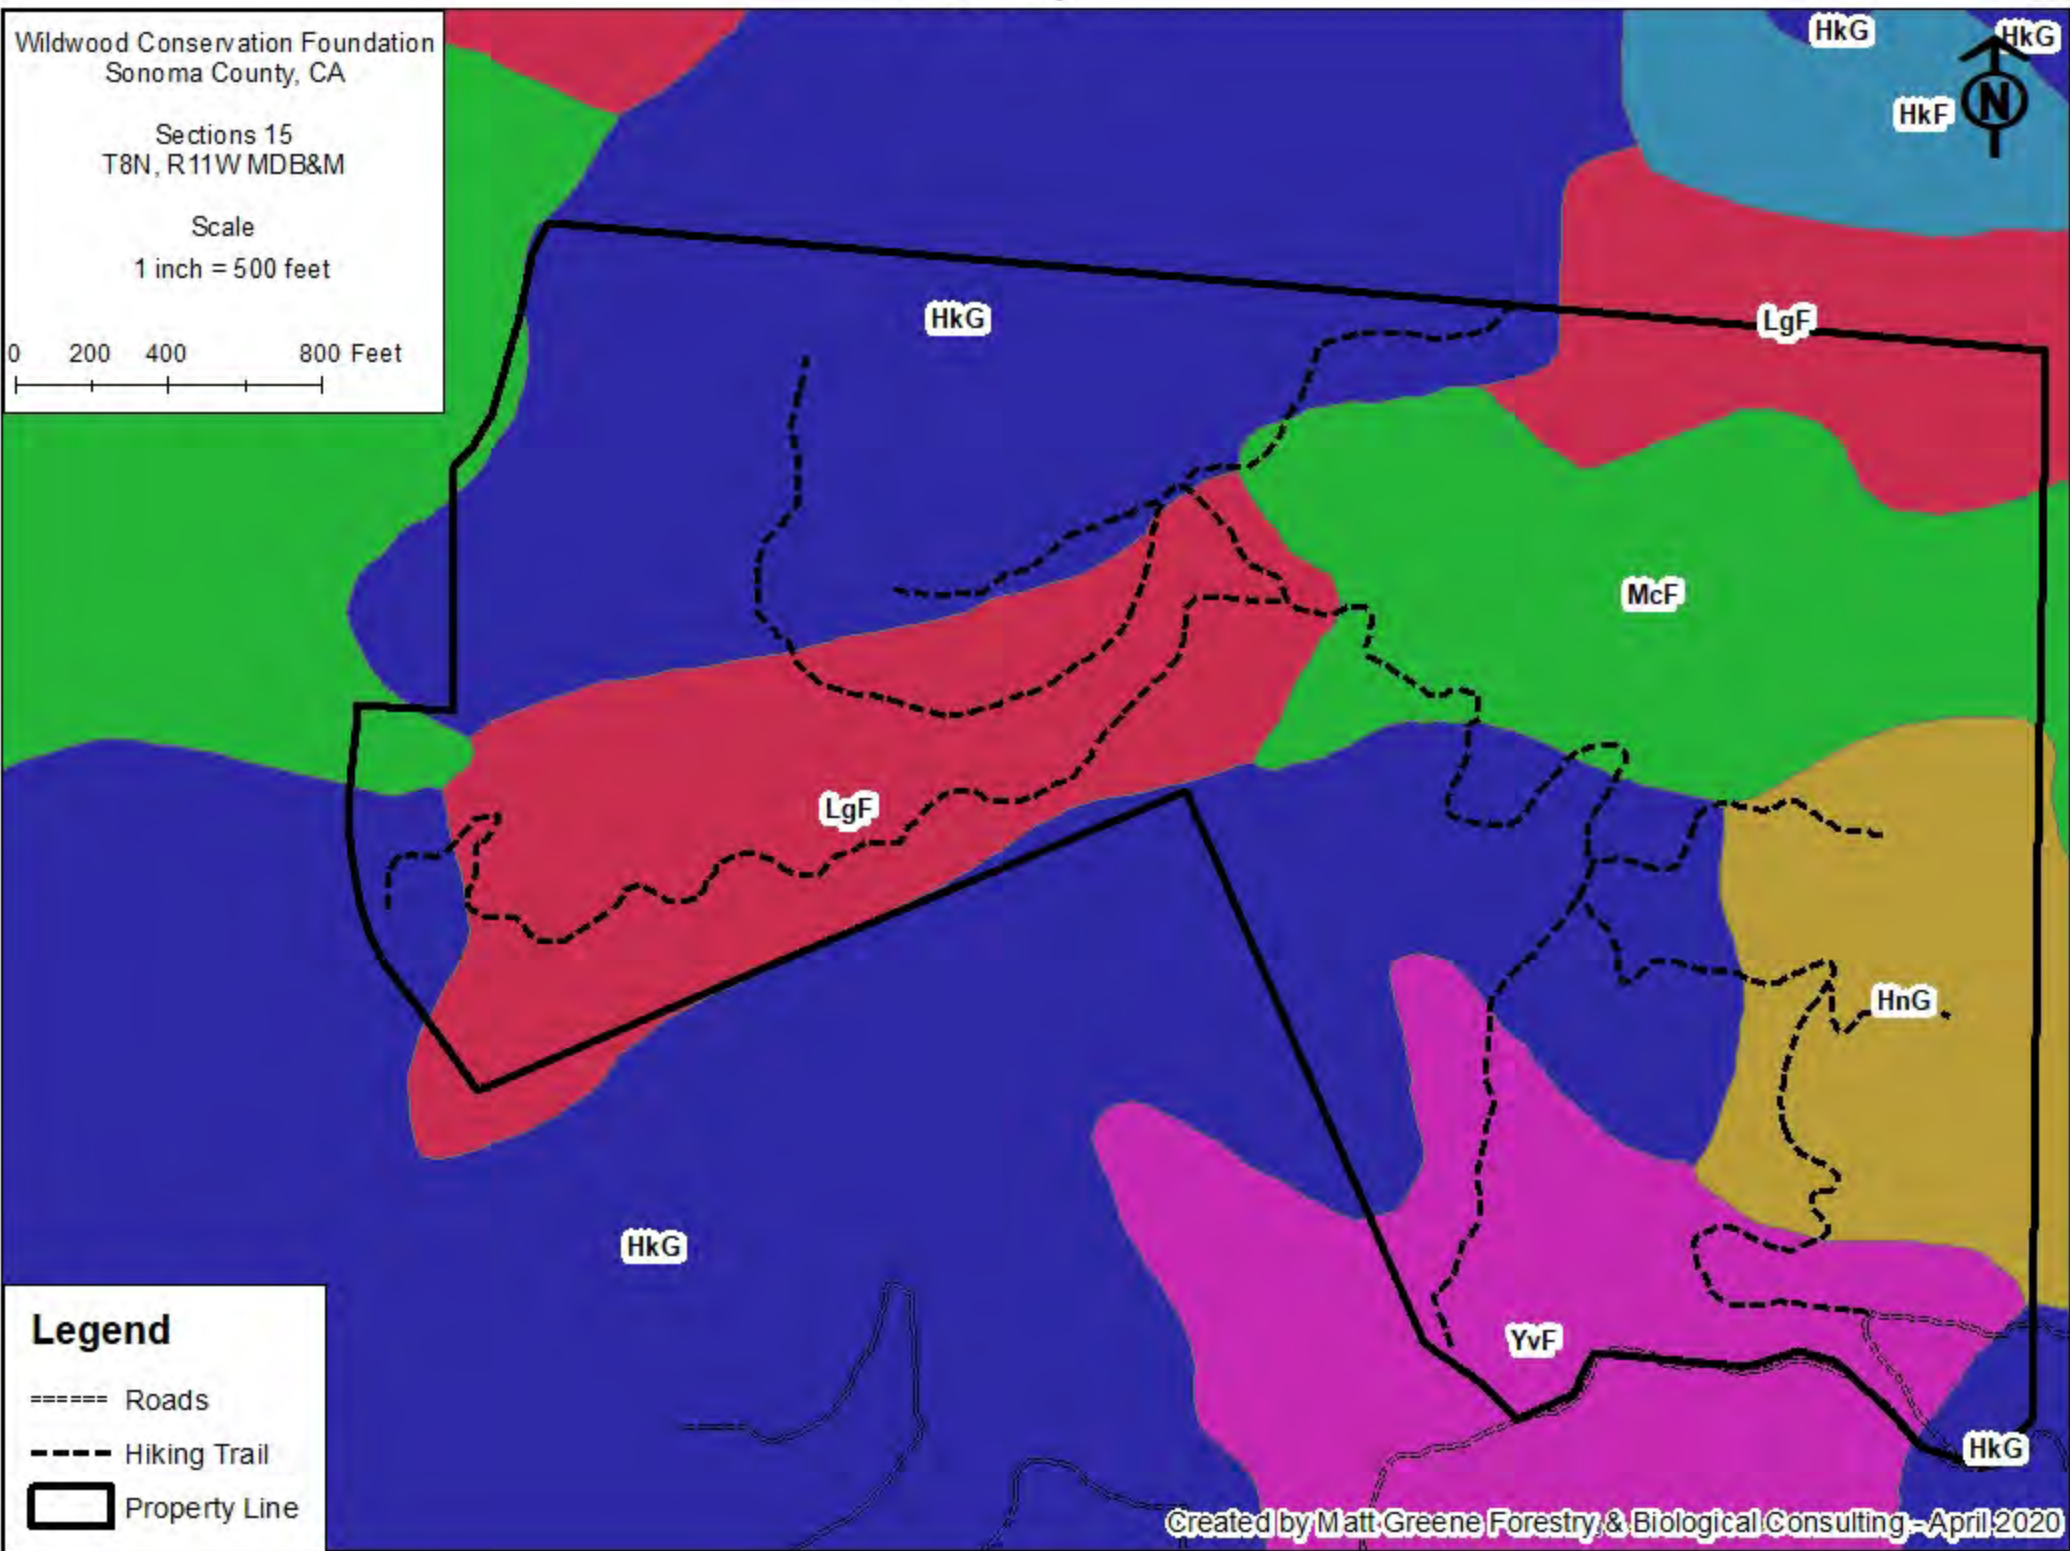 Wildwood Conservation Foundation
Sonoma County, CA
Sections 15
T8N, R11W MDB&M
Scale
1 inch = 500 feet
0 200 400 800 Feet
HkG
HkG
HkF
N
HkG
LgF
McF
LgF
HnG
HkG
YvF
HkG
Legend
Roads
Hiking Trail
Property Line
Created by Matt Greene Forestry & Biological Consulting - April 2020